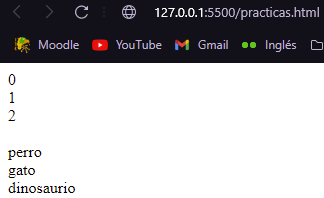 127.0.0.1:5500/practicas.html
Moodle YouTube Gmail Inglés
0
1
2
perro
gato
dinosaurio